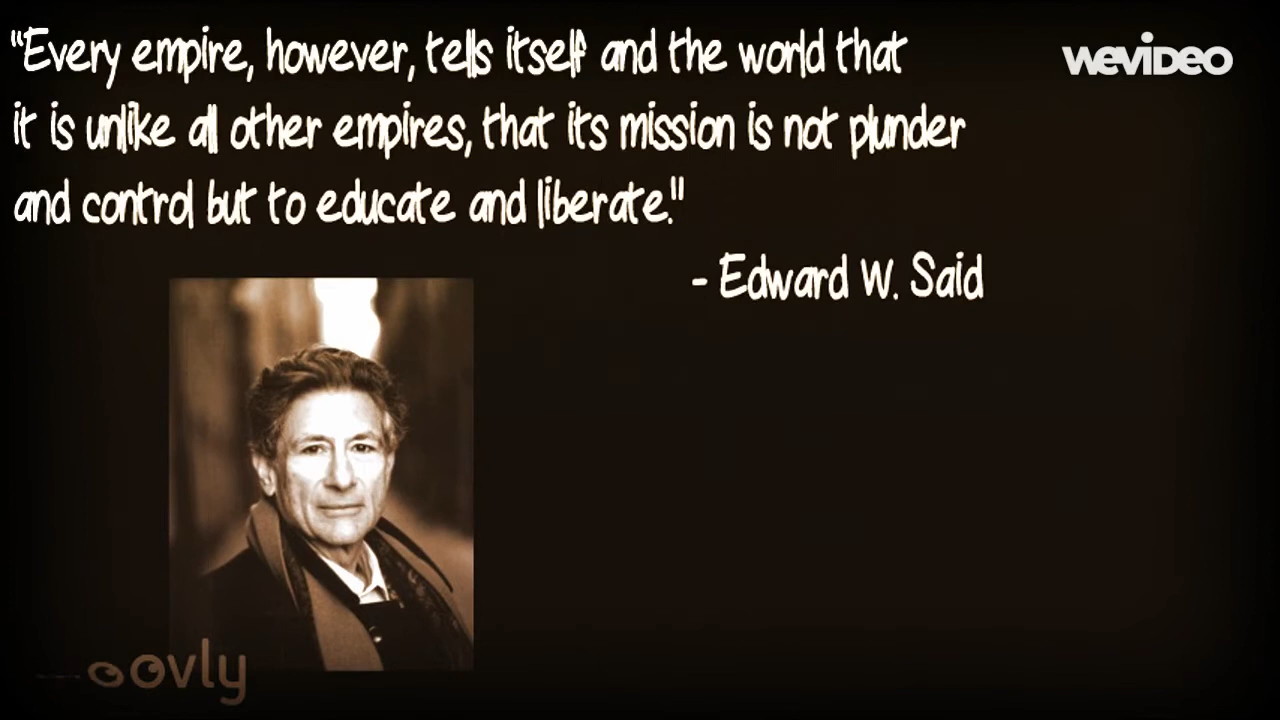 "Every empire, however, tells itself and the world that
it is unlike all other empires, that its mission is not plunder
and control but to educate and liberate."
- Edward W. Said
WEVIDEO
ovly